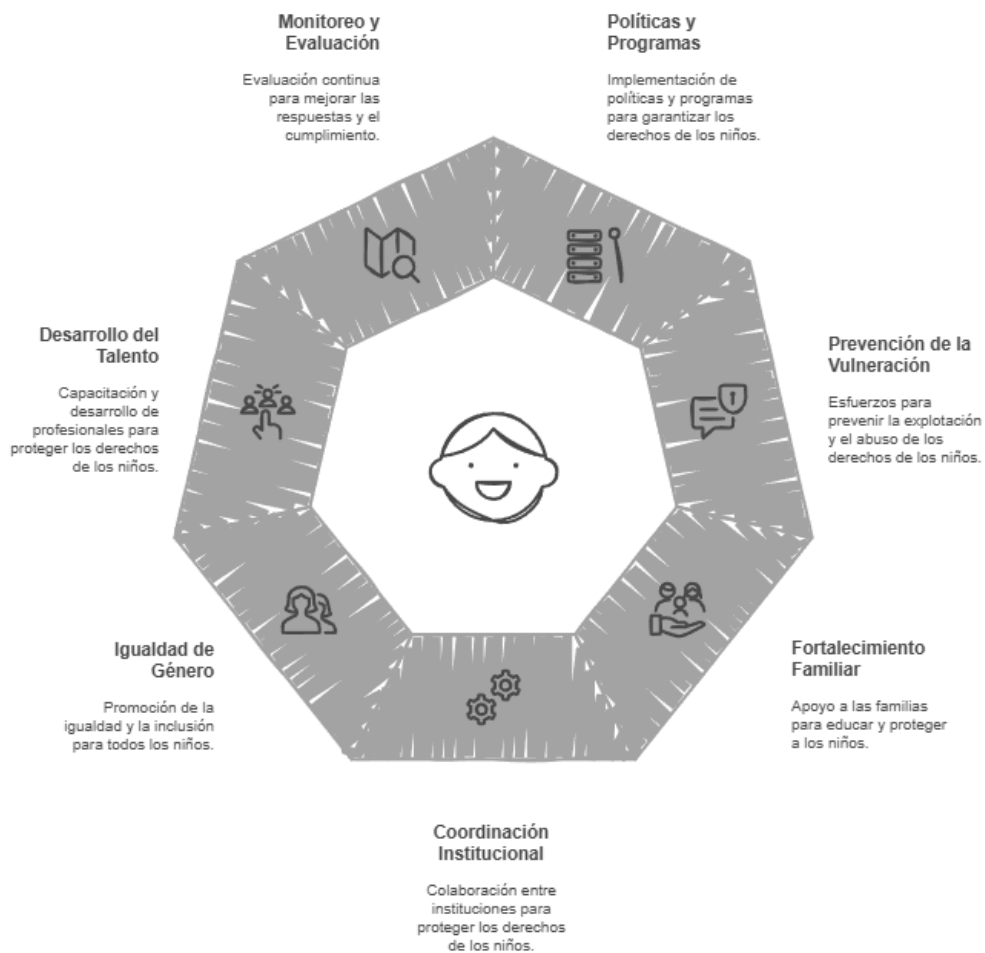 Monitoreo y
Evaluación
Evaluación continua
para mejorar las
respuestas y el
cumplimiento.
Políticas y
Programas
Implementación de
políticas y programas
para garantizar los
derechos de los niños.
Desarrollo del
Talento
Capacitación y
desarrollo de
profesionales para
proteger los derechos
de los niños.
Prevención de la
Vulneración
Esfuerzos para
prevenir la explotación
y el abuso de los
derechos de los niños.
Igualdad de
Género
Promoción de la
igualdad y la inclusión
para todos los niños.
Fortalecimiento
Familiar
Apoyo a las familias
para educar y proteger
a los niños.
Coordinación
Institucional
Colaboración entre
instituciones para
proteger los derechos
de los niños.